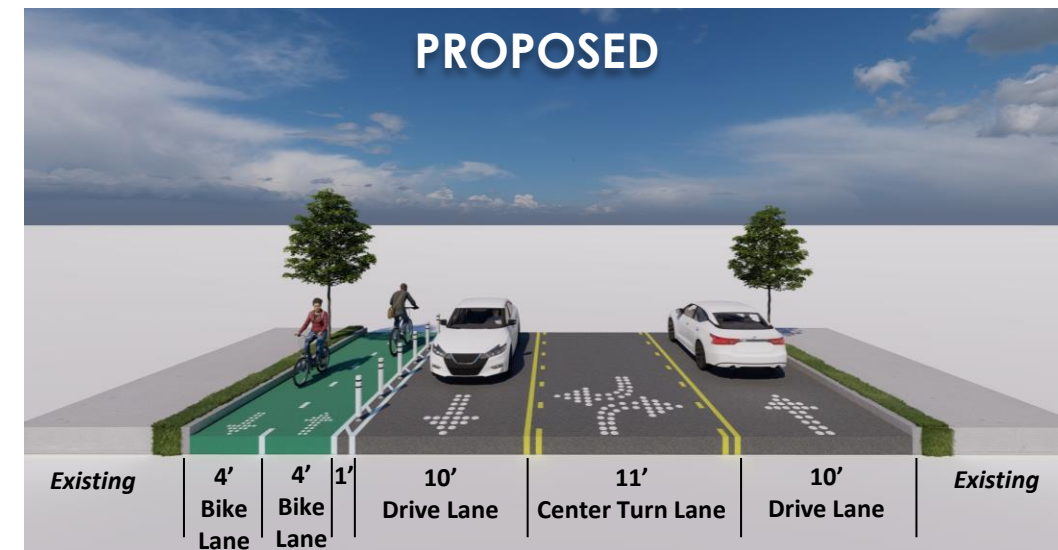 PROPOSED
Existing
4’
Bike
Lane
4’
Bike
Lane
1’
10’
Drive Lane
11’
Center Turn Lane
10’
Drive Lane
Existing